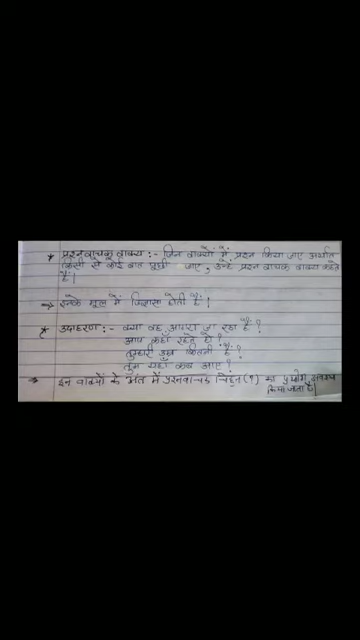 * प्रश्नवाचक वाक्य :- जिन वाक्यों में प्रश्न किया जाए अर्थात
किसी से कोई बात पूछी जाए, उन्हें प्रश्न वाचक वाक्य कहते
हैं |
→ इनके मूल में जिज्ञासा होती है |
* उदाहरण :- क्या वह आगरा जा रहा है ?
आप कहाँ रहते हो ?
तुम्हारी उम्र कितनी है ?
तुम यहाँ कब आए ?
→ इन वाक्यों के अंत में प्रश्नवाचक चिह्न (?) का प्रयोग
किया जाता है|